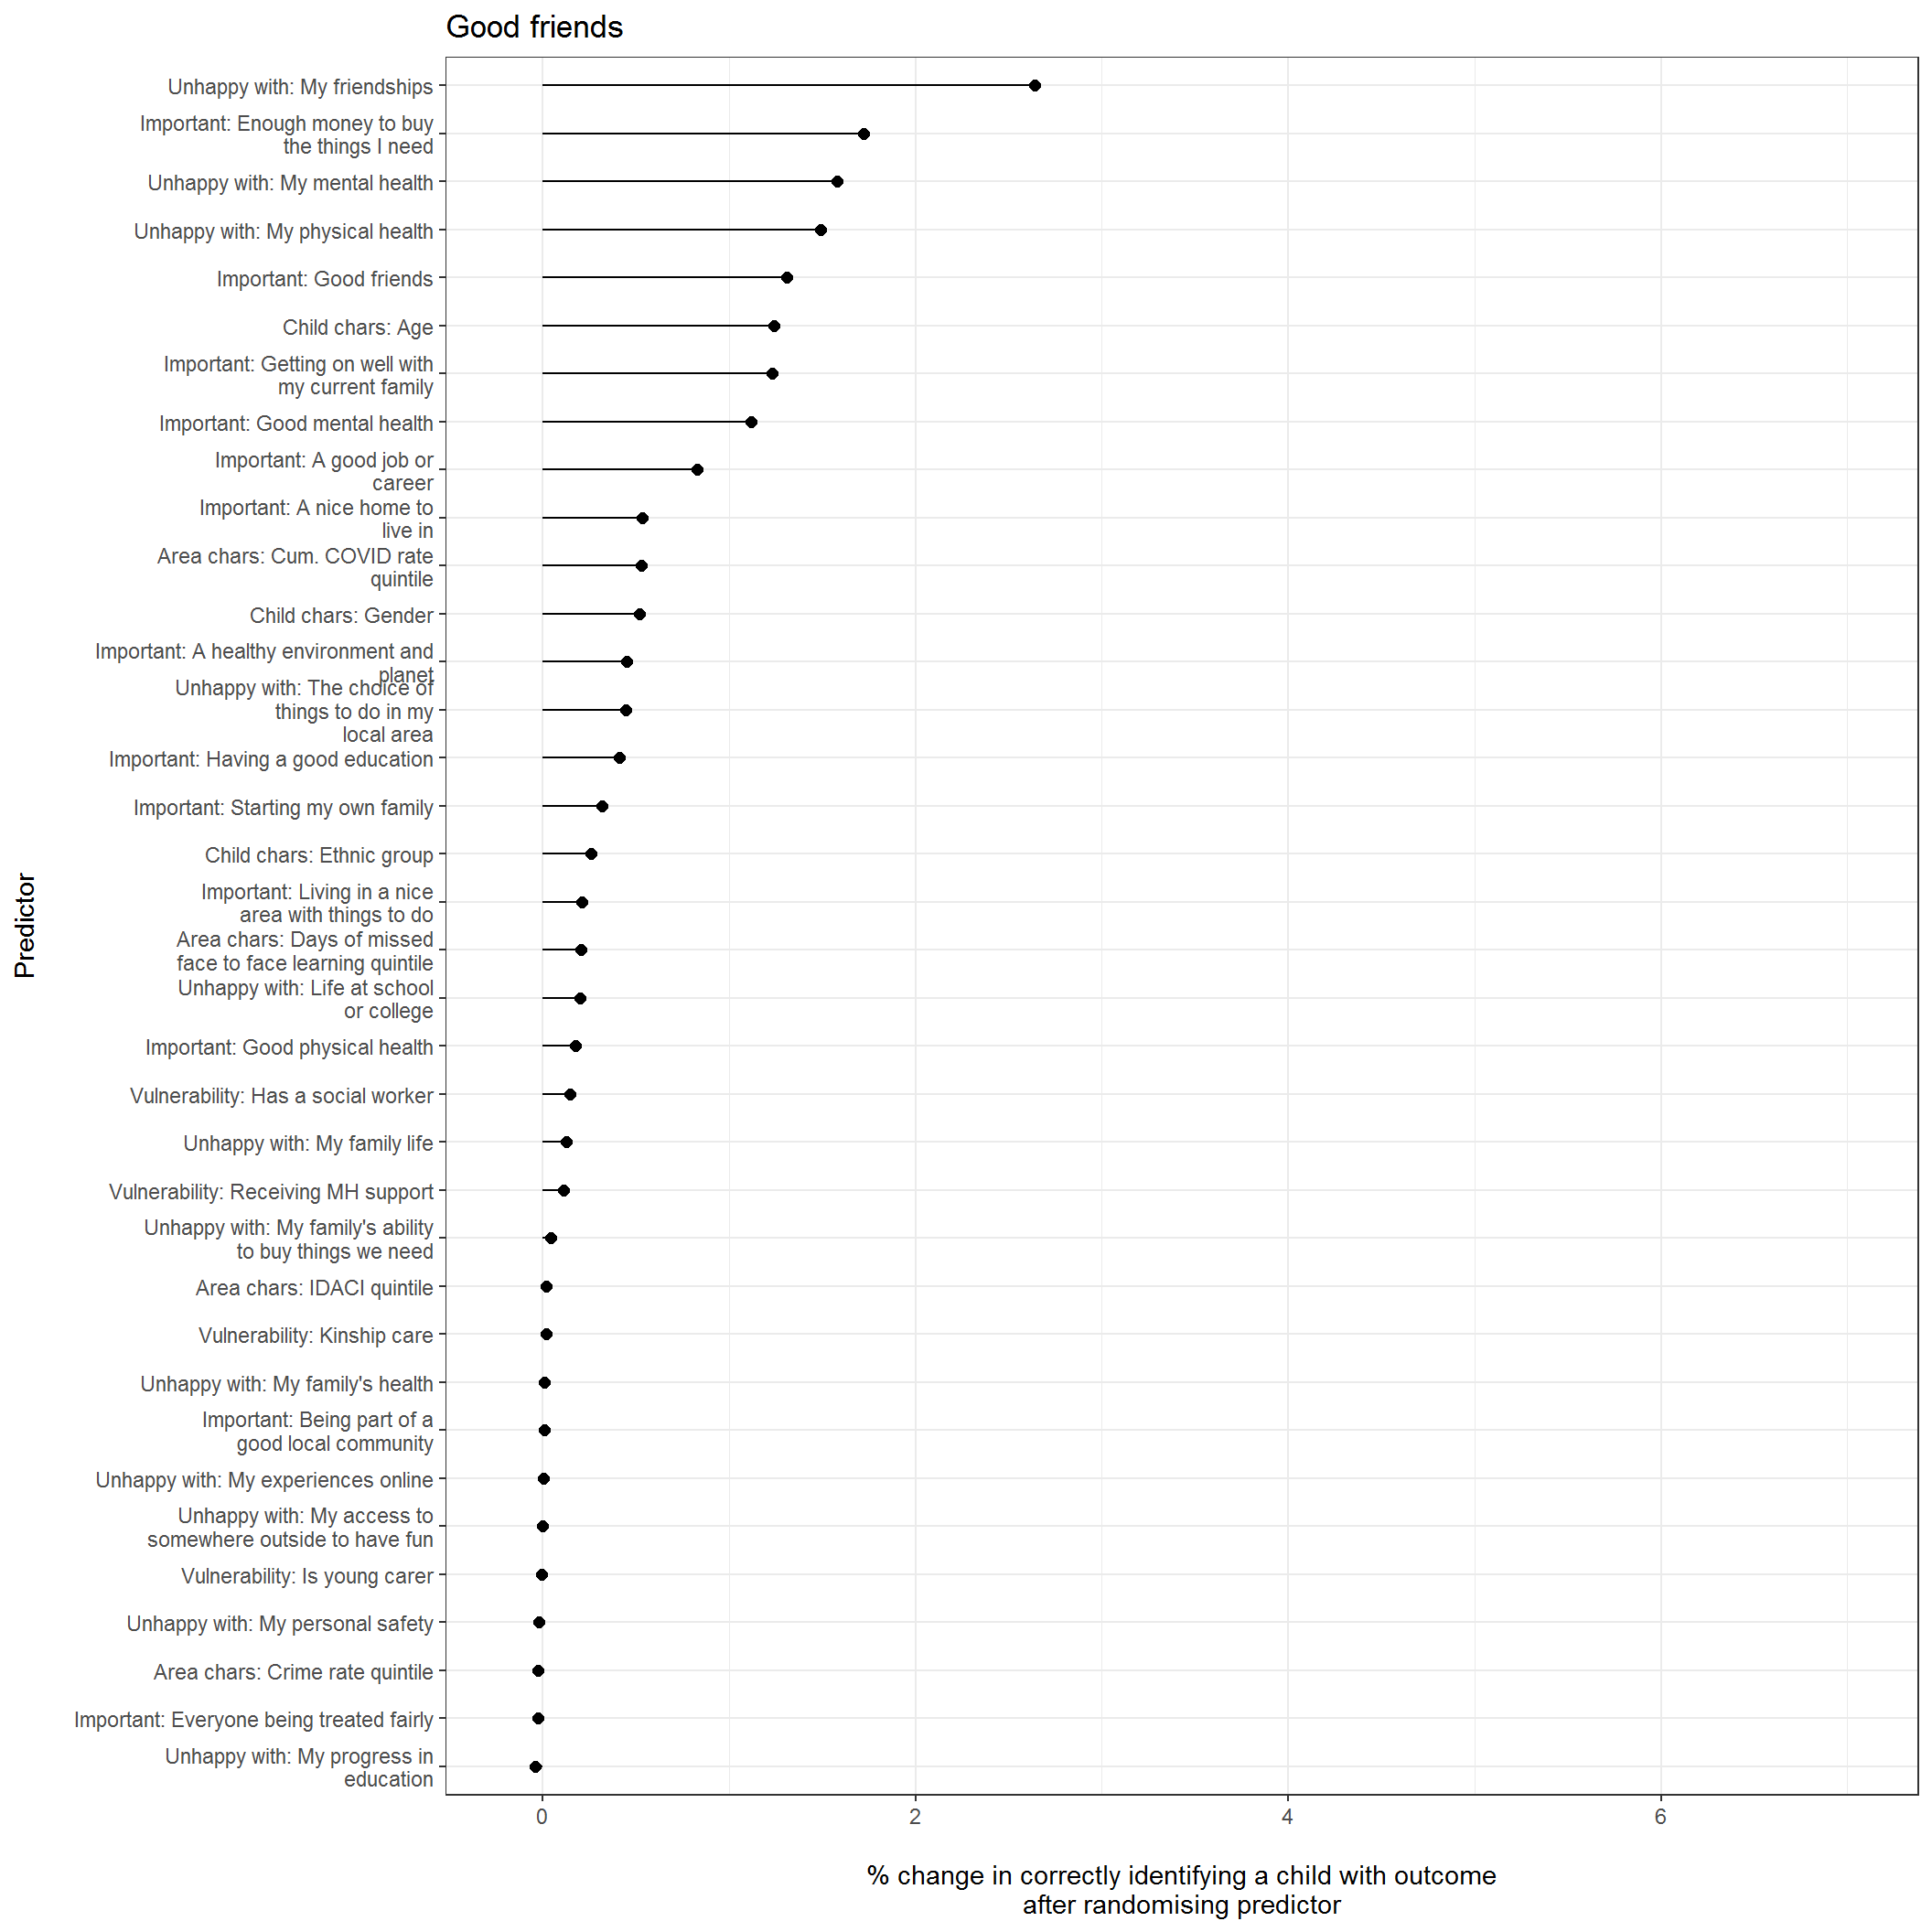 Good friends
Unhappy with: My friendships
Important: Enough money to buy
the things I need
Unhappy with: My mental health
Unhappy with: My physical health
Important: Good friends
Child chars: Age
Important: Getting on well with
my current family
Important: Good mental health
Important: A good job or
career
Important: A nice home to
live in
Area chars: Cum. COVID rate
quintile
Child chars: Gender
Important: A healthy environment and
planet
Unhappy with: The choice of
things to do in my
local area
Important: Having a good education
Important: Starting my own family
Child chars: Ethnic group
Important: Living in a nice
area with things to do
Area chars: Days of missed
face to face learning quintile
Unhappy with: Life at school
or college
Important: Good physical health
Vulnerability: Has a social worker
Unhappy with: My family life
Vulnerability: Receiving MH support
Unhappy with: My family's ability
to buy things we need
Area chars: IDACI quintile
Vulnerability: Kinship care
Unhappy with: My family's health
Important: Being part of a
good local community
Unhappy with: My experiences online
Unhappy with: My access to
somewhere outside to have fun
Vulnerability: Is young carer
Unhappy with: My personal safety
Area chars: Crime rate quintile
Important: Everyone being treated fairly
Unhappy with: My progress in
education
Predictor
0 2 4 6
% change in correctly identifying a child with outcome
after randomising predictor